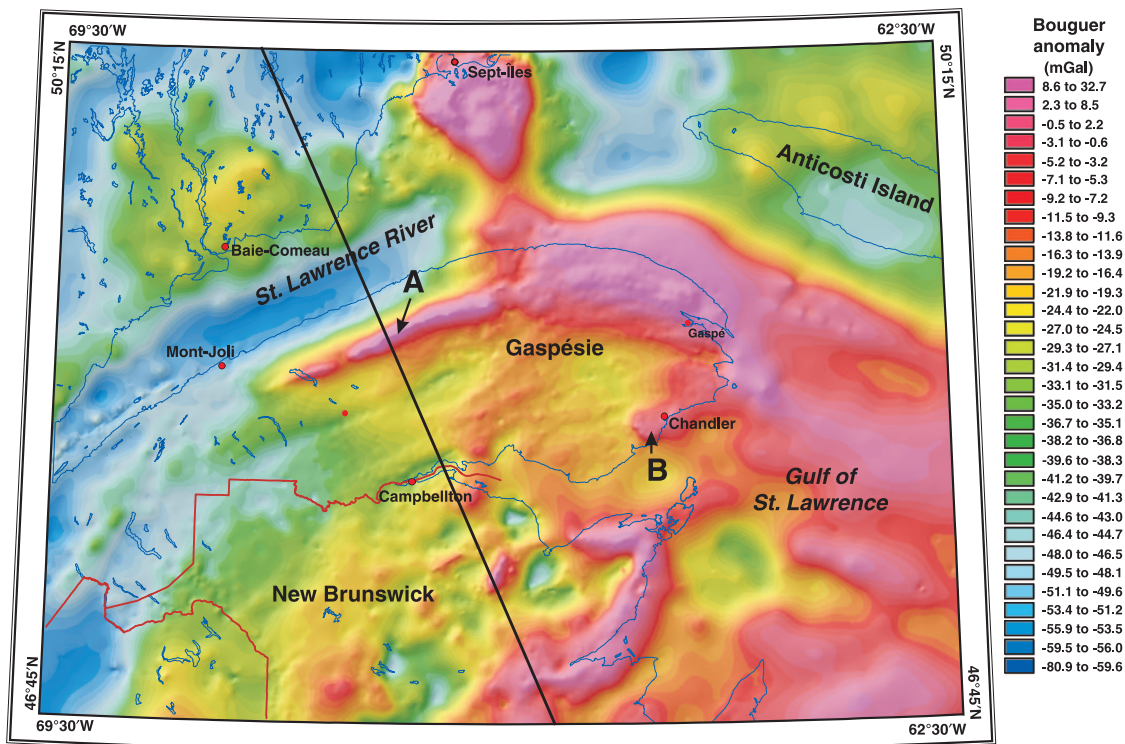 69°30'W
62°30'W
50°15'N
50°15'N
Sept-Îles
Anticosti Island
Baie-Comeau
St. Lawrence River
A
Mont-Joli
Gaspé
Gaspésie
Chandler
B
Gulf of
St. Lawrence
Campbellton
New Brunswick
46°45'N
46°45'N
69°30'W
62°30'W
Bouguer
anomaly
(mGal)
8.6 to 32.7
2.3 to 8.5
-0.5 to 2.2
-3.1 to -0.6
-5.2 to -3.2
-7.1 to -5.3
-9.2 to -7.2
-11.5 to -9.3
-13.8 to -11.6
-16.3 to -13.9
-19.2 to -16.4
-21.9 to -19.3
-24.4 to -22.0
-27.0 to -24.5
-29.3 to -27.1
-31.4 to -29.4
-33.1 to -31.5
-35.0 to -33.2
-36.7 to -35.1
-38.2 to -36.8
-39.6 to -38.3
-41.2 to -39.7
-42.9 to -41.3
-44.6 to -43.0
-46.4 to -44.7
-48.0 to -46.5
-49.5 to -48.1
-51.1 to -49.6
-53.4 to -51.2
-55.9 to -53.5
-59.5 to -56.0
-80.9 to -59.6